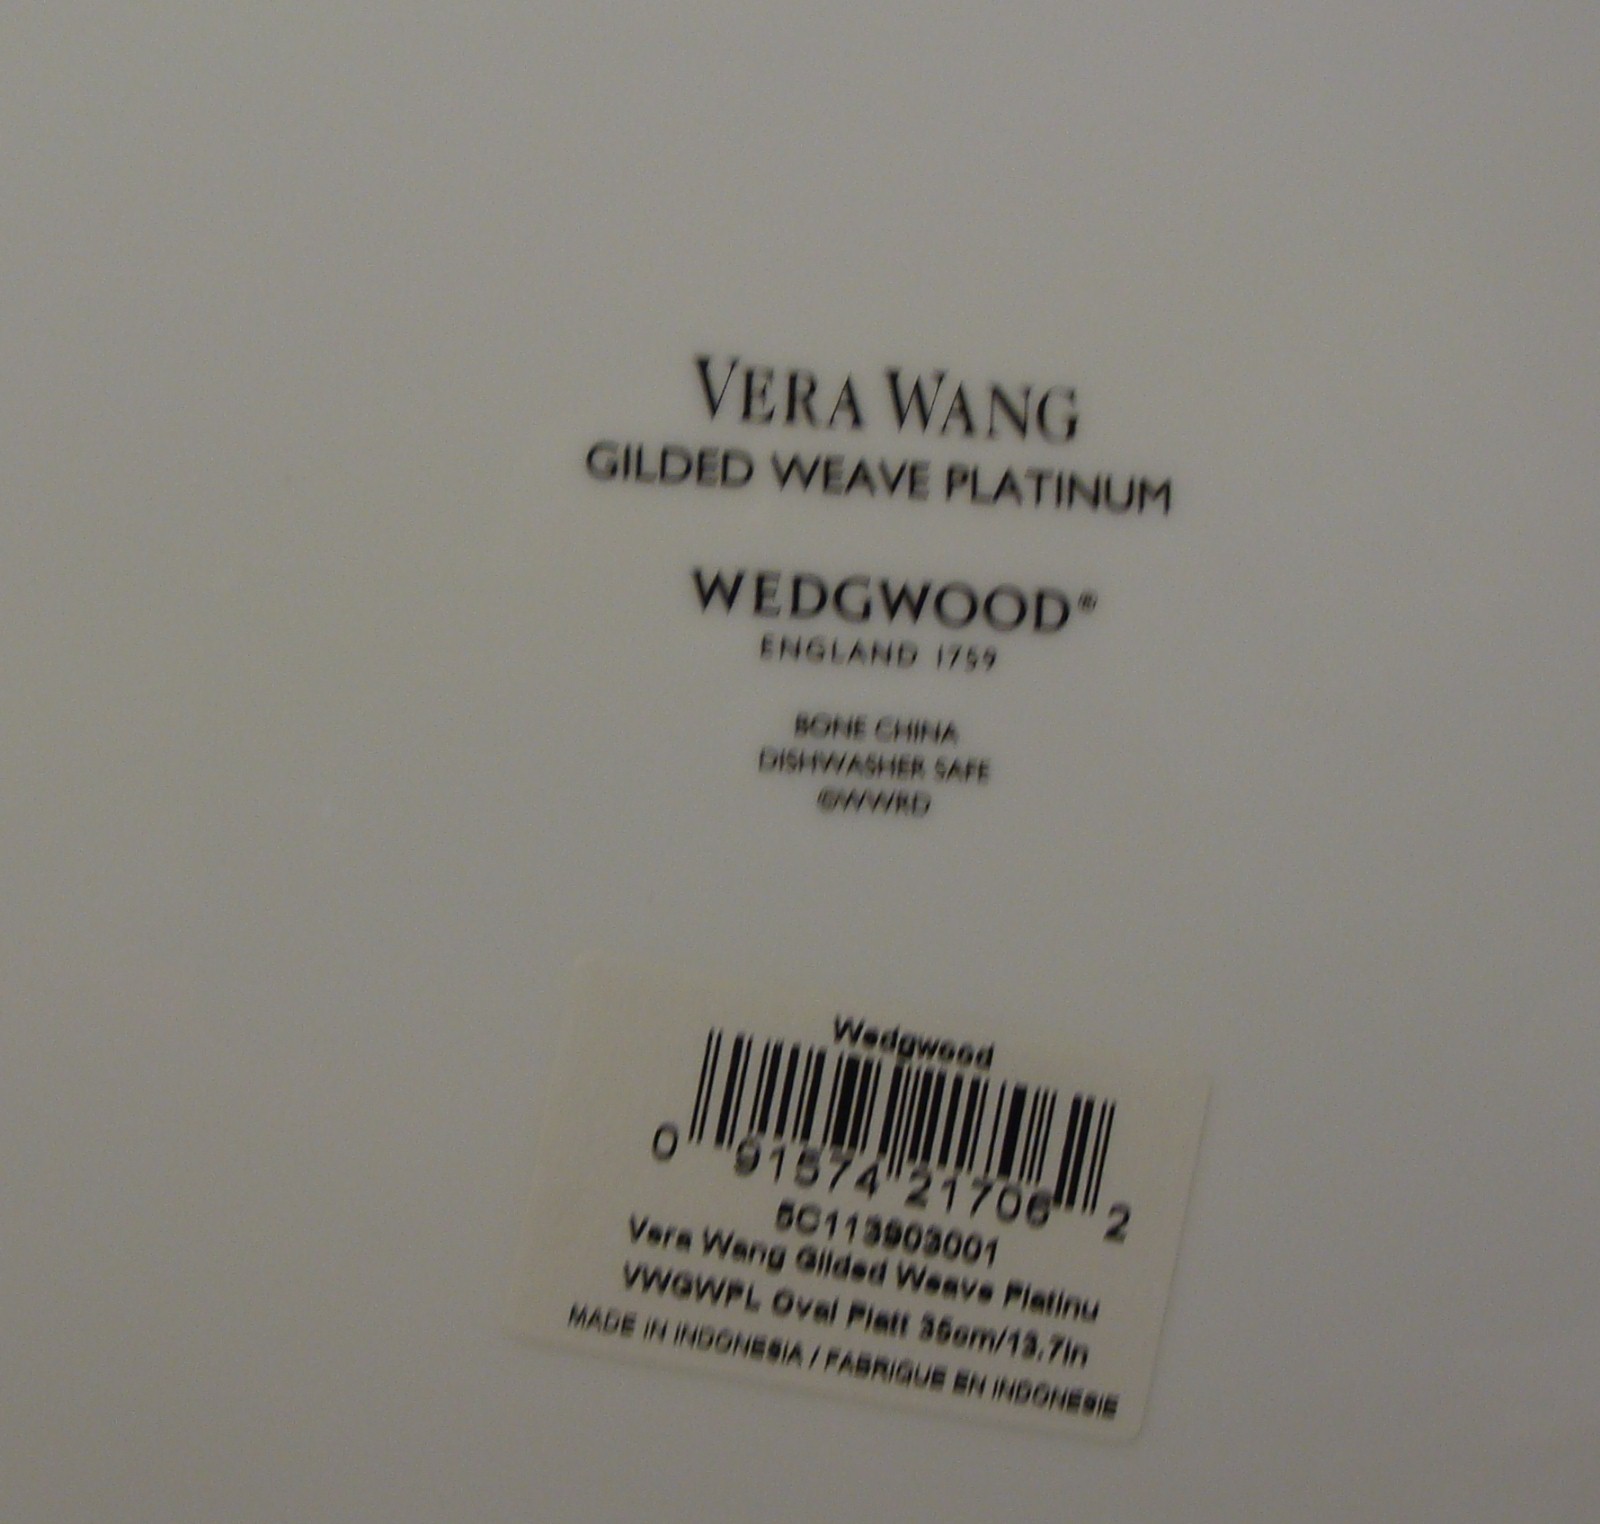 VERA WANG
GILDED WEAVE PLATINUM
WEDGWOOD®
ENGLAND 1759
BONE CHINA
DISHWASHER SAFE
©WWRD
Wedgwood
0 91574 21706 2
5C113903001
Vera Wang Gilded Weave Platinu
VWGWPL Oval Platt 35cm/13.7in
MADE IN INDONESIA / FABRIQUE EN INDONESIE